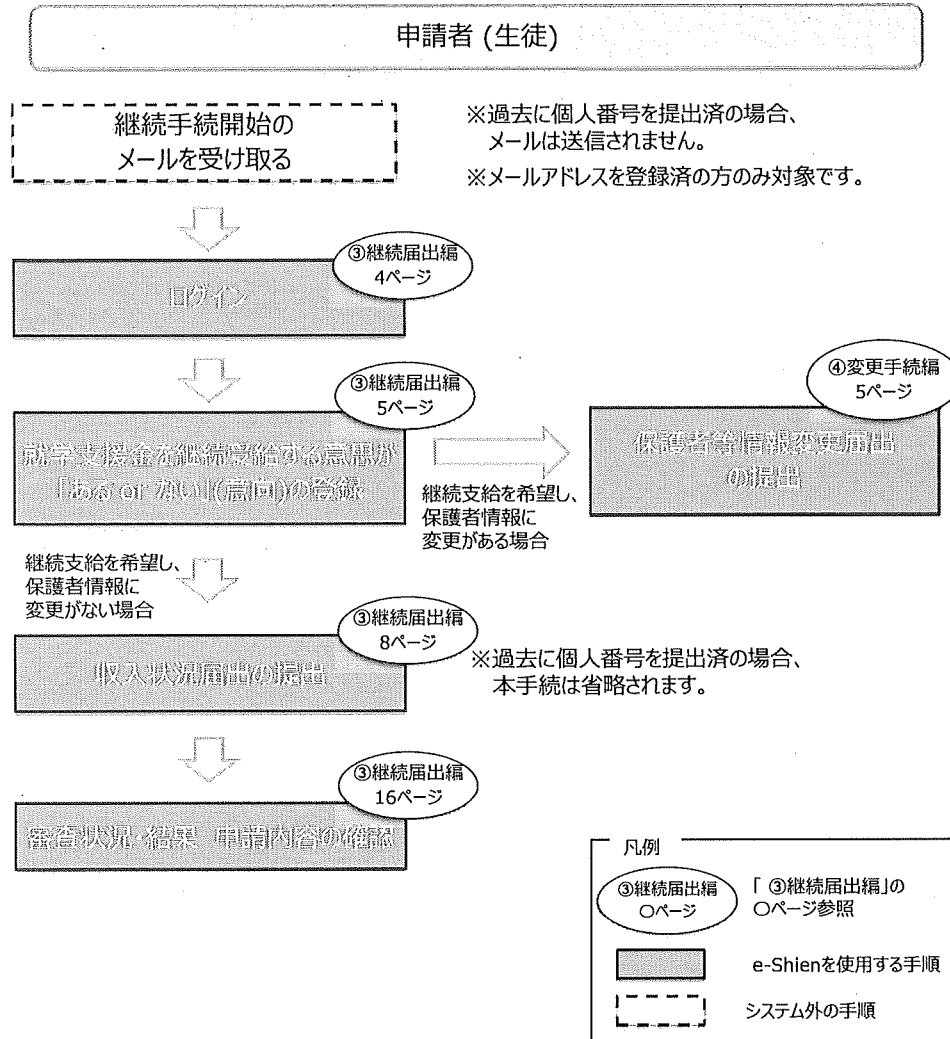 申請者 (生徒)
継続手続開始の
メールを受け取る
※過去に個人番号を提出済の場合、
メールは送信されません。
※メールアドレスを登録済の方のみ対象です。
③継続届出編
4ページ
ログイン
③継続届出編
5ページ
就学支援金を継続受給する意思が
「ある or ない」(意向)の登録
継続支給を希望し、
保護者情報に
変更がある場合
④変更手続編
5ページ
保護者等情報変更届出
の提出
継続支給を希望し、
保護者情報に
変更がない場合
③継続届出編
8ページ
収入状況届出の提出
※過去に個人番号を提出済の場合、
本手続は省略されます。
③継続届出編
16ページ
審査状況・結果 申請内容の確認
凡例
③継続届出編
〇ページ
「 ③継続届出編」の
〇ページ参照
e-Shienを使用する手順
システム外の手順